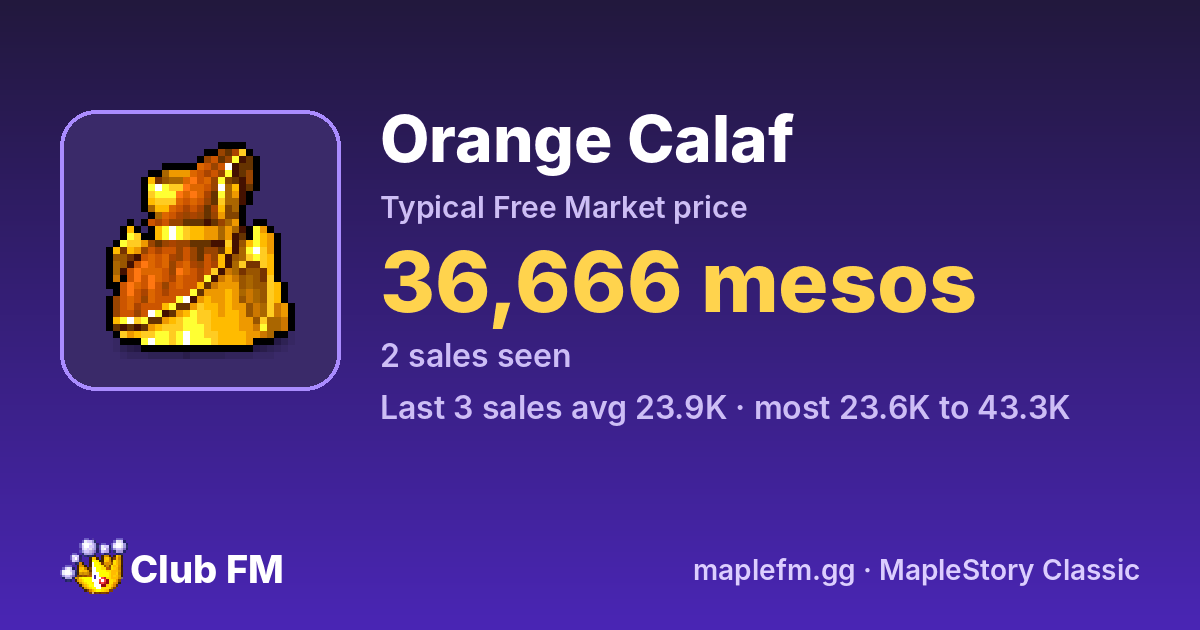 Orange Calaf
Typical Free Market price
36,666 mesos
2 sales seen
Last 3 sales avg 23.9K · most 23.6K to 43.3K
Club FM
maplefm.gg · MapleStory Classic